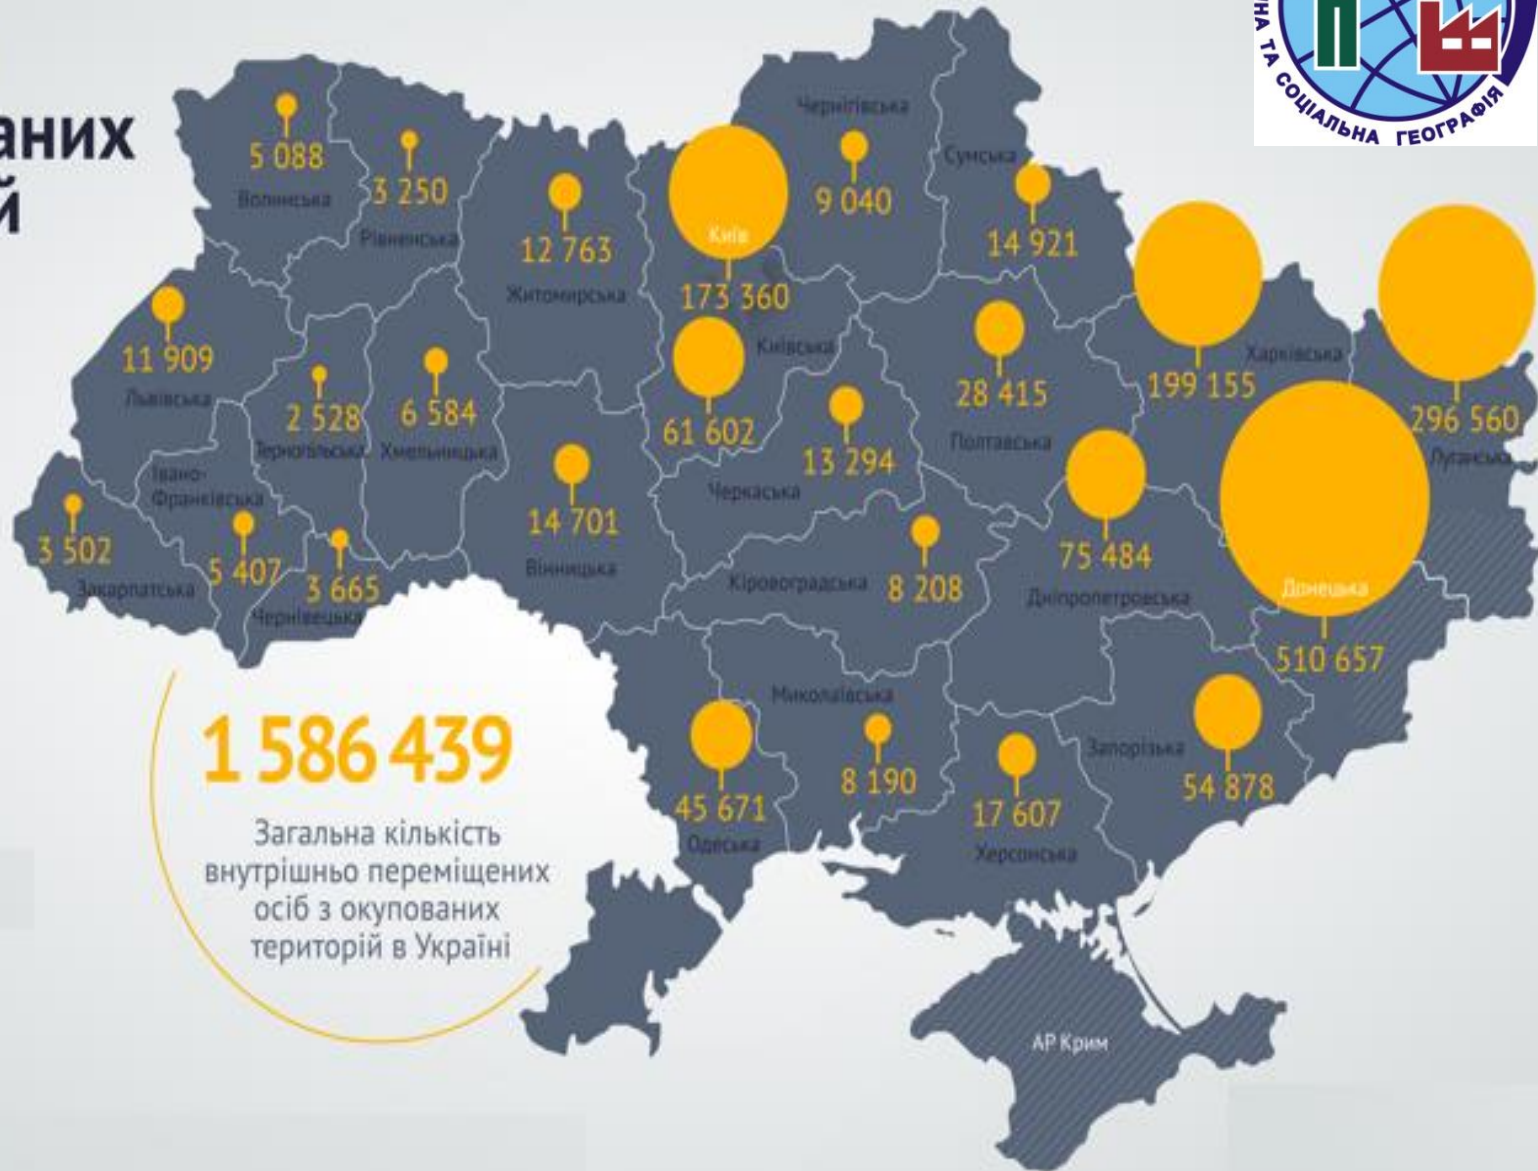 аних
й
НА ТА СОЦІАЛЬНА ГЕОГРАФІЯ
5 088
Волинська
3 250
Рівненська
12 763
Житомирська
Київ
173 360
61 602
Київська
Чернігівська
9 040
Сумська
14 921
11 909
Львівська
2 528
Тернопільська
6 584
Хмельницька
28 415
Полтавська
199 155
Харківська
296 560
Луганська
13 294
Черкаська
14 701
Вінницька
Івано-
Франківська
5 407
3 502
Закарпатська
3 665
Чернівецька
Кіровоградська
8 208
75 484
Дніпропетровська
Донецька
510 657
Миколаївська
8 190
45 671
Одеська
17 607
Херсонська
Запорізька
54 878
АР Крим
1 586 439
Загальна кількість
внутрішньо переміщених
осіб з окупованих
територій в Україні